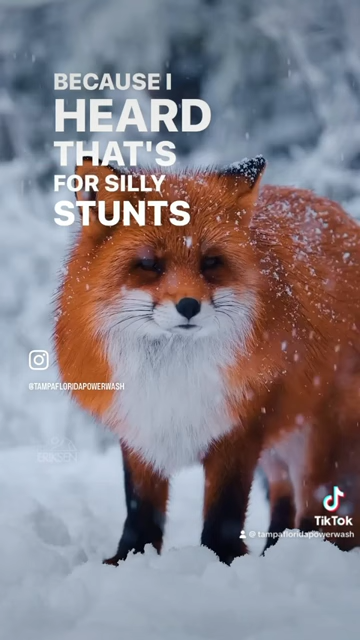 BECAUSE I
HEARD
THAT'S
FOR SILLY
STUNTS
@TAMPAFLORIDAPOWERWASH
TikTok
@tampafloridapowerwash